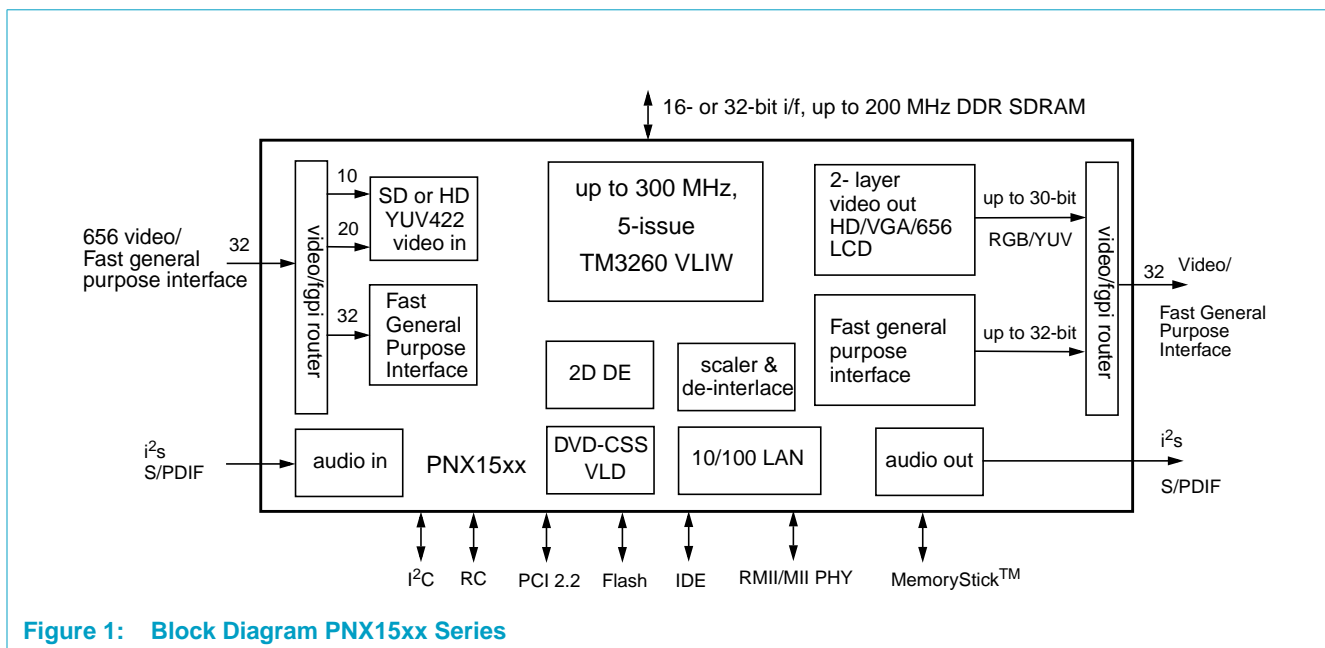 16- or 32-bit i/f, up to 200 MHz DDR SDRAM
656 video/
Fast general
purpose interface
32
video/fgpi router
10
20
SD or HD
YUV422
video in
32
Fast
General
Purpose
Interface
up to 300 MHz,
5-issue
TM3260 VLIW
2- layer
video out
HD/VGA/656
LCD
up to 30-bit
RGB/YUV
Fast general
purpose
interface
up to 32-bit
video/fgpi router
32
Video/
Fast General
Purpose
Interface
2D DE
scaler &
de-interlace
i²s
S/PDIF
audio in
PNX15xx
DVD-CSS
VLD
10/100 LAN
audio out
i²s
S/PDIF
I²C
RC
PCI 2.2
Flash
IDE
RMII/MII PHY
MemoryStick™
Figure 1: Block Diagram PNX15xx Series